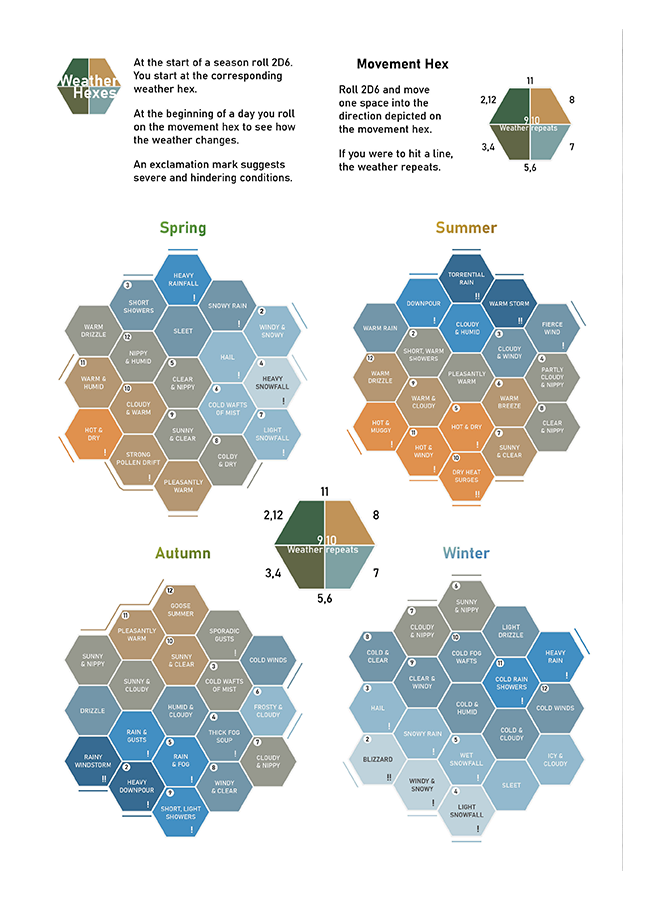 Weather
Hexes
At the start of a season roll 2D6.
You start at the corresponding
weather hex.
At the beginning of a day you roll
on the movement hex to see how
the weather changes.
An exclamation mark suggests
severe and hindering conditions.
Movement Hex
Roll 2D6 and move
one space into the
direction depicted on
the movement hex.
If you were to hit a line,
the weather repeats.
11
2,12
8
9 10
Weather repeats
3,4
7
5,6
Spring
HEAVY
RAINFALL
!
3
SHORT
SHOWERS
SNOWY RAIN
!
WARM
DRIZZLE
SLEET
2
WINDY &
SNOWY
!
12
NIPPY
& HUMID
HAIL
!
11
WARM &
HUMID
5
CLEAR
& NIPPY
4
HEAVY
SNOWFALL
!
10
CLOUDY
& WARM
6
COLD WAFTS
OF MIST
HOT &
DRY
!
9
SUNNY
& CLEAR
7
LIGHT
SNOWFALL
!
STRONG
POLLEN DRIFT
!
8
COLDY
& DRY
PLEASANTLY
WARM
Summer
TORRENTIAL
RAIN
!!
DOWNPOUR
!
WARM STORM
!!
WARM RAIN
CLOUDY
& HUMID
FIERCE
WIND
!
2
SHORT, WARM
SHOWERS
3
CLOUDY
& WINDY
12
WARM
DRIZZLE
PLEASANTLY
WARM
4
PARTLY
CLOUDY
& NIPPY
9
WARM &
CLOUDY
6
WARM
BREEZE
HOT &
MUGGY
!
5
HOT & DRY
!
8
CLEAR
& NIPPY
11
HOT &
WINDY
!
7
SUNNY
& CLEAR
10
DRY HEAT
SURGES
!!
11
2,12
8
9 10
Weather repeats
3,4
7
5,6
Autumn
12
GOOSE
SUMMER
11
PLEASANTLY
WARM
SPORADIC
GUSTS
!
SUNNY
& NIPPY
10
SUNNY
& CLEAR
COLD WINDS
SUNNY &
CLOUDY
3
COLD WAFTS
OF MIST
DRIZZLE
HUMID &
CLOUDY
6
FROSTY &
CLOUDY
!
RAIN &
GUSTS
!
4
THICK FOG
SOUP
!
RAINY
WINDSTORM
!!
5
RAIN
& FOG
!
7
CLOUDY
& NIPPY
2
HEAVY
DOWNPOUR
!
8
WINDY
& CLEAR
9
SHORT, LIGHT
SHOWERS
!
Winter
6
SUNNY
& NIPPY
7
CLOUDY
& NIPPY
LIGHT
DRIZZLE
8
COLD &
CLEAR
10
COLD FOG
WAFTS
HEAVY
RAIN
!
9
CLEAR &
WINDY
11
COLD RAIN
SHOWERS
!
3
HAIL
!
COLD
& HUMID
12
COLD WINDS
SNOWY RAIN
!
COLD &
CLOUDY
2
BLIZZARD
!!
5
WET
SNOWFALL
!
ICY &
CLOUDY
WINDY &
SNOWY
!
SLEET
4
LIGHT
SNOWFALL
!